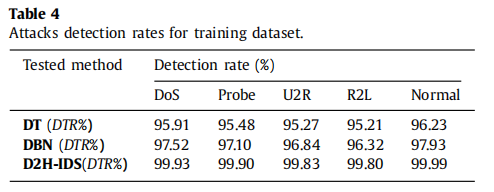 Table 4
Attacks detection rates for training dataset.
Tested method Detection rate (%)
DoS Probe U2R R2L Normal
DT (DTR%) 95.91 95.48 95.27 95.21 96.23
DBN (DTR%) 97.52 97.10 96.84 96.32 97.93
D2H-IDS(DTR%) 99.93 99.90 99.83 99.80 99.99